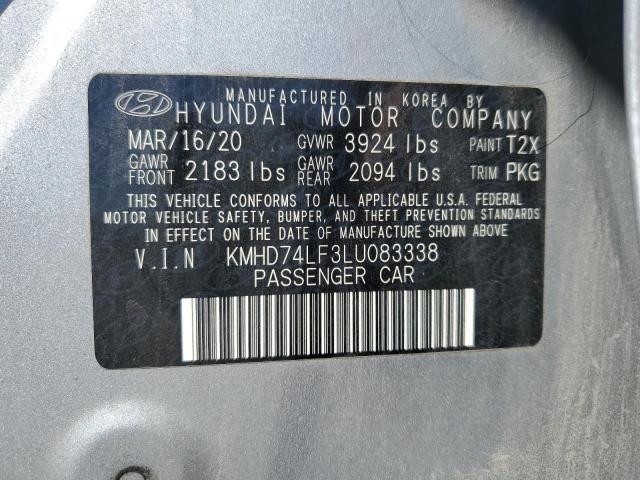 MANUFACTURED IN KOREA BY
HYUNDAI MOTOR COMPANY
MAR/16/20 GVWR 3924 lbs PAINT T2X
GAWR FRONT 2183 lbs GAWR REAR 2094 lbs TRIM PKG
THIS VEHICLE CONFORMS TO ALL APPLICABLE U.S.A. FEDERAL
MOTOR VEHICLE SAFETY, BUMPER, AND THEFT PREVENTION STANDARDS
IN EFFECT ON THE DATE OF MANUFACTURE SHOWN ABOVE
V.I.N KMHD74LF3LU083338
PASSENGER CAR